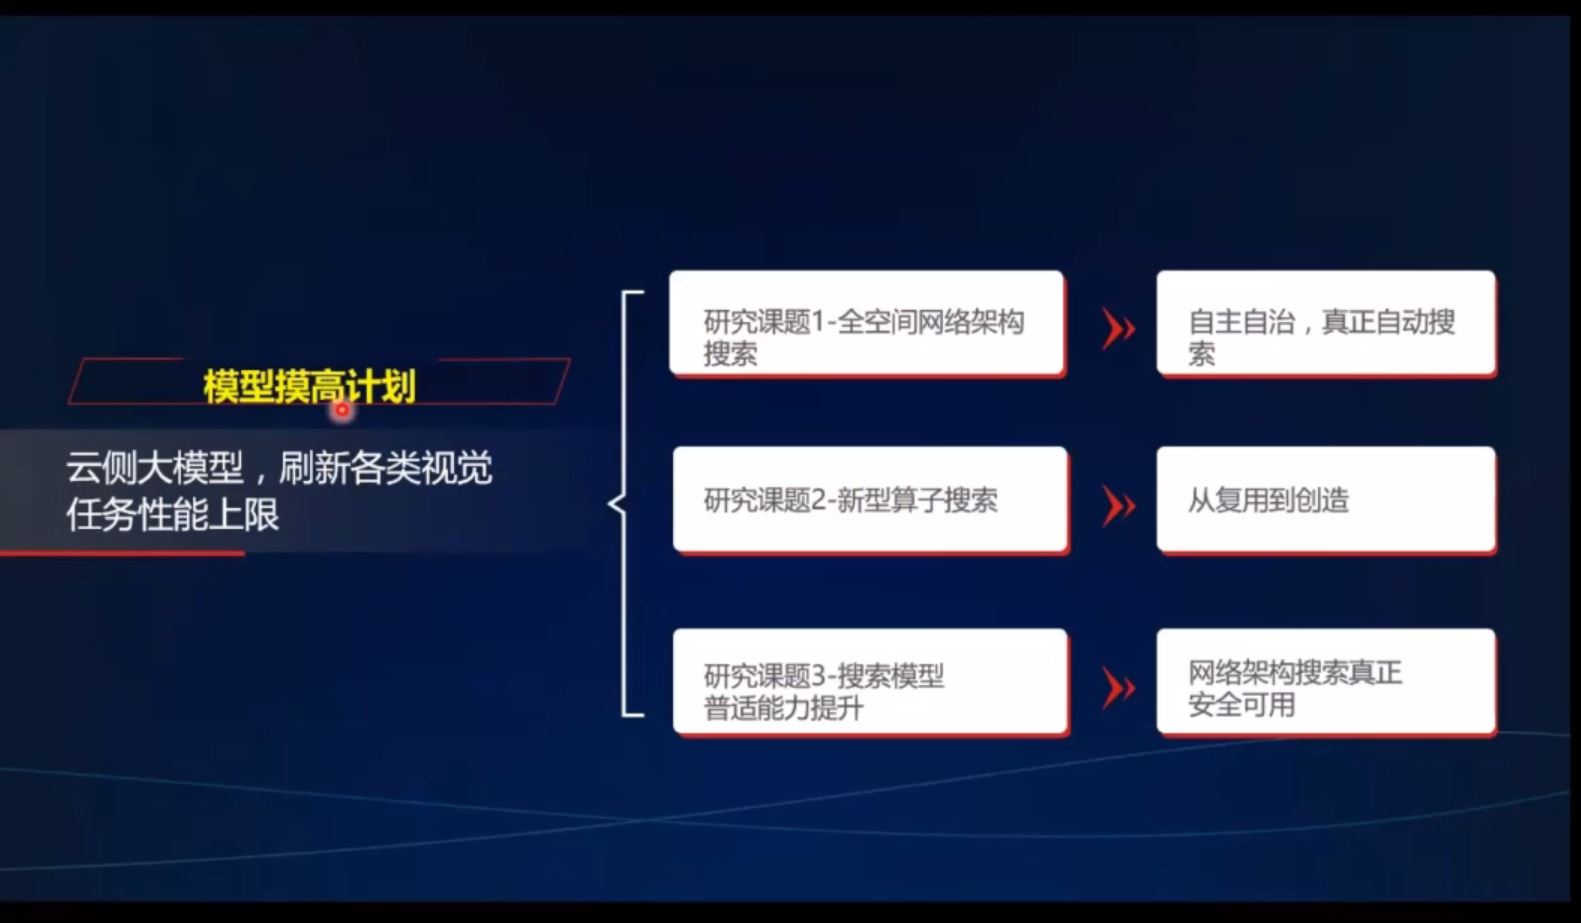 模型摸高计划
云侧大模型，刷新各类视觉
任务性能上限
研究课题1-全空间网络架构
搜索
自主自治，真正自动搜
索
研究课题2-新型算子搜索
从复用到创造
研究课题3-搜索模型
普适能力提升
网络架构搜索真正
安全可用